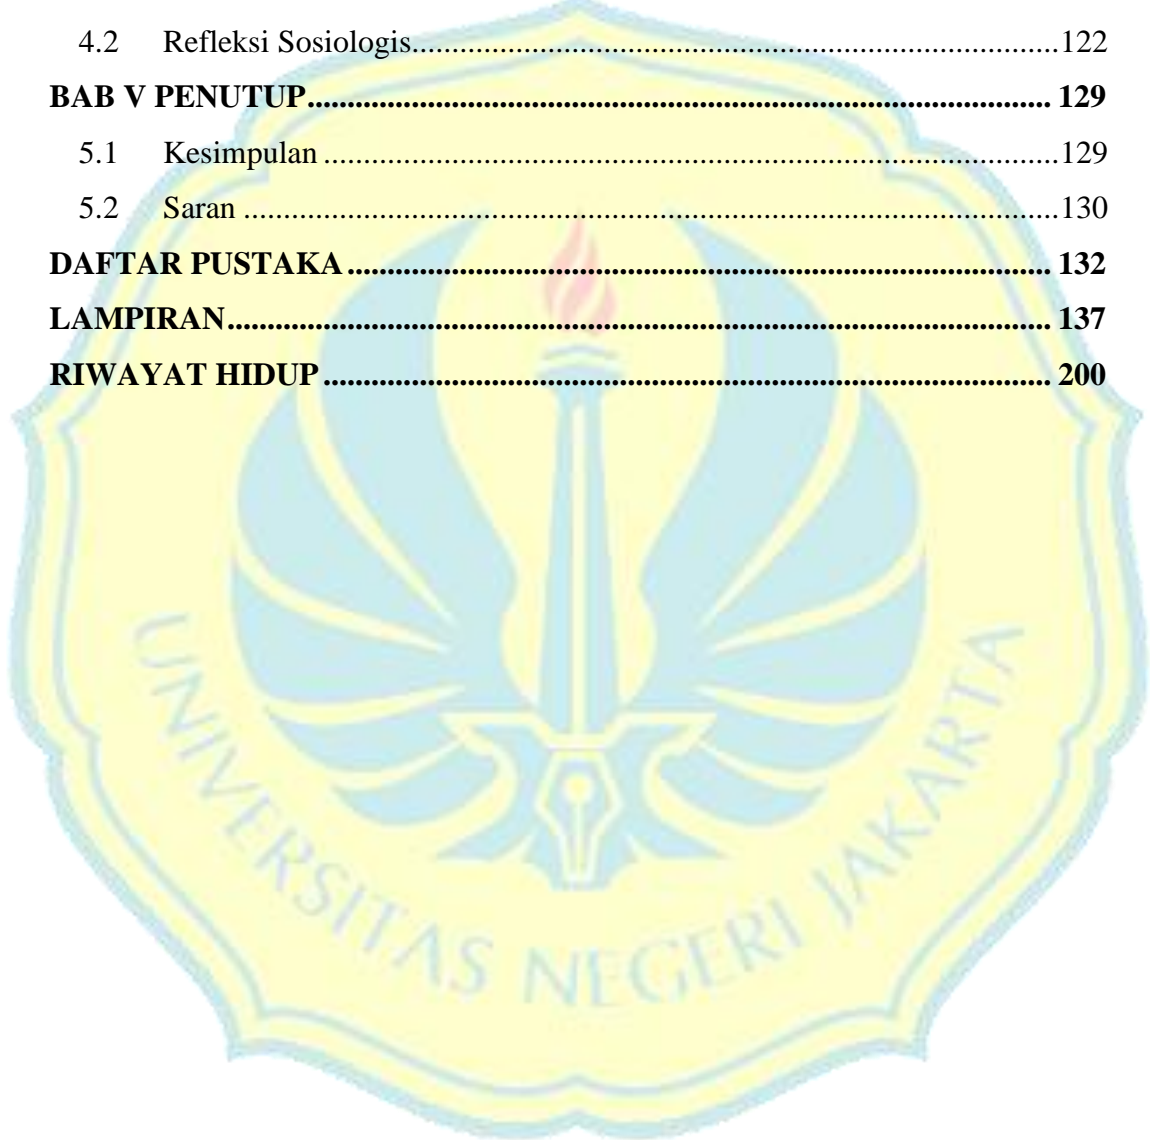 4.2 Refleksi Sosiologis..................................................................................122
BAB V PENUTUP.............................................................................................. 129
5.1 Kesimpulan .............................................................................................129
5.2 Saran .......................................................................................................130
DAFTAR PUSTAKA ......................................................................................... 132
LAMPIRAN........................................................................................................ 137
RIWAYAT HIDUP ............................................................................................ 200
UNIVERSITAS NEGERI JAKARTA